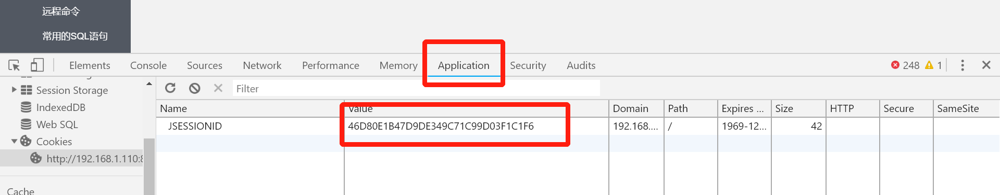 远程命令
常用的SQL语句
Elements Console Sources Network Performance Memory Application Security Audits 248 1
Session Storage
Filter
IndexedDB
Name Value Domain Path Expires ... Size HTTP Secure SameSite
Web SQL
JSESSIONID 46D80E1B47D9DE349C71C99D03F1C1F6 192.168.... / 1969-12... 42
Cookies
http://192.168.1.110:8
Cache